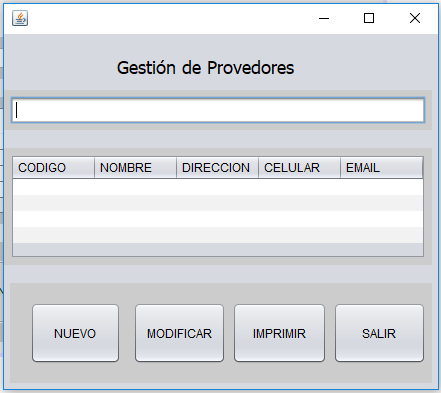 Gestión de Provedores
CODIGO NOMBRE DIRECCION CELULAR EMAIL
NUEVO MODIFICAR IMPRIMIR SALIR